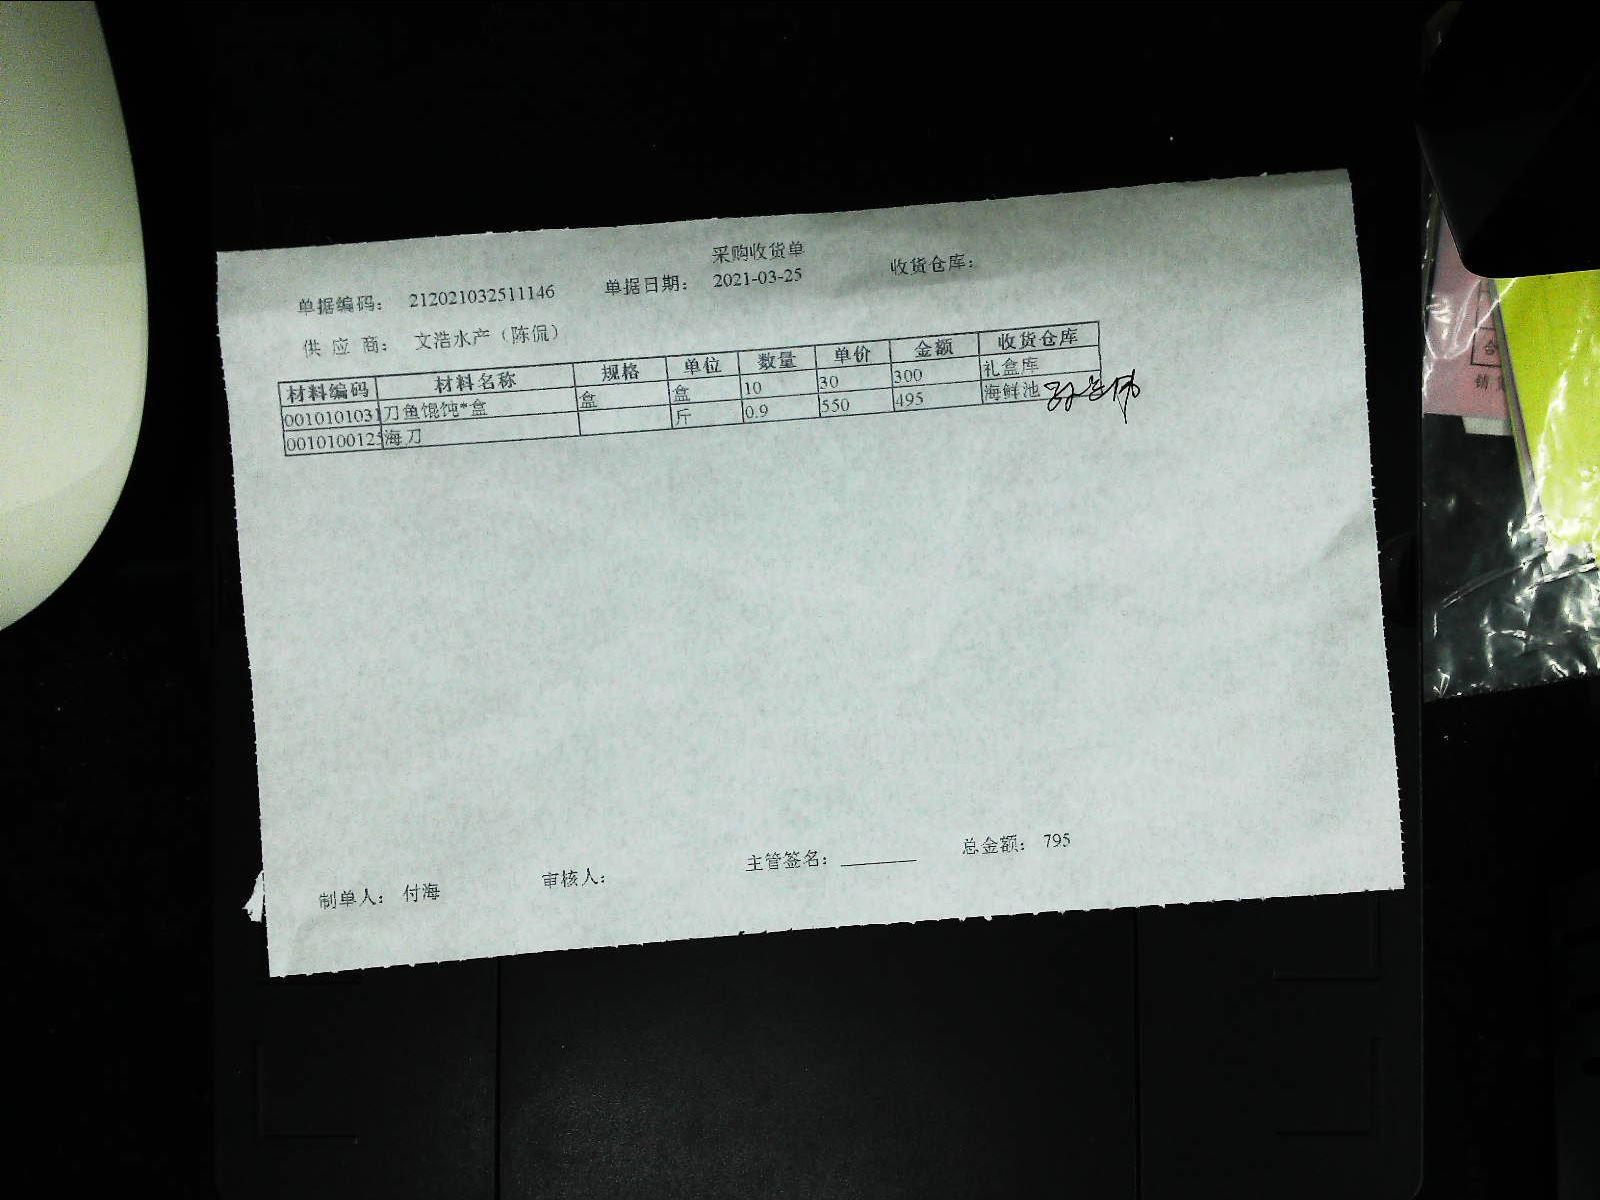 采购收货单
单据编码： 212021032511146 单据日期： 2021-03-25 收货仓库：
供 应 商： 文浩水产（陈侃）
材料编码 材料名称 规格 单位 数量 单价 金额 收货仓库
0010101031 刀鱼馄饨*盒 盒 盒 10 30 300 礼盒库
001010012 海刀 斤 0.9 550 495 海鲜池
制单人： 付海 审核人： 主管签名： 总金额： 795